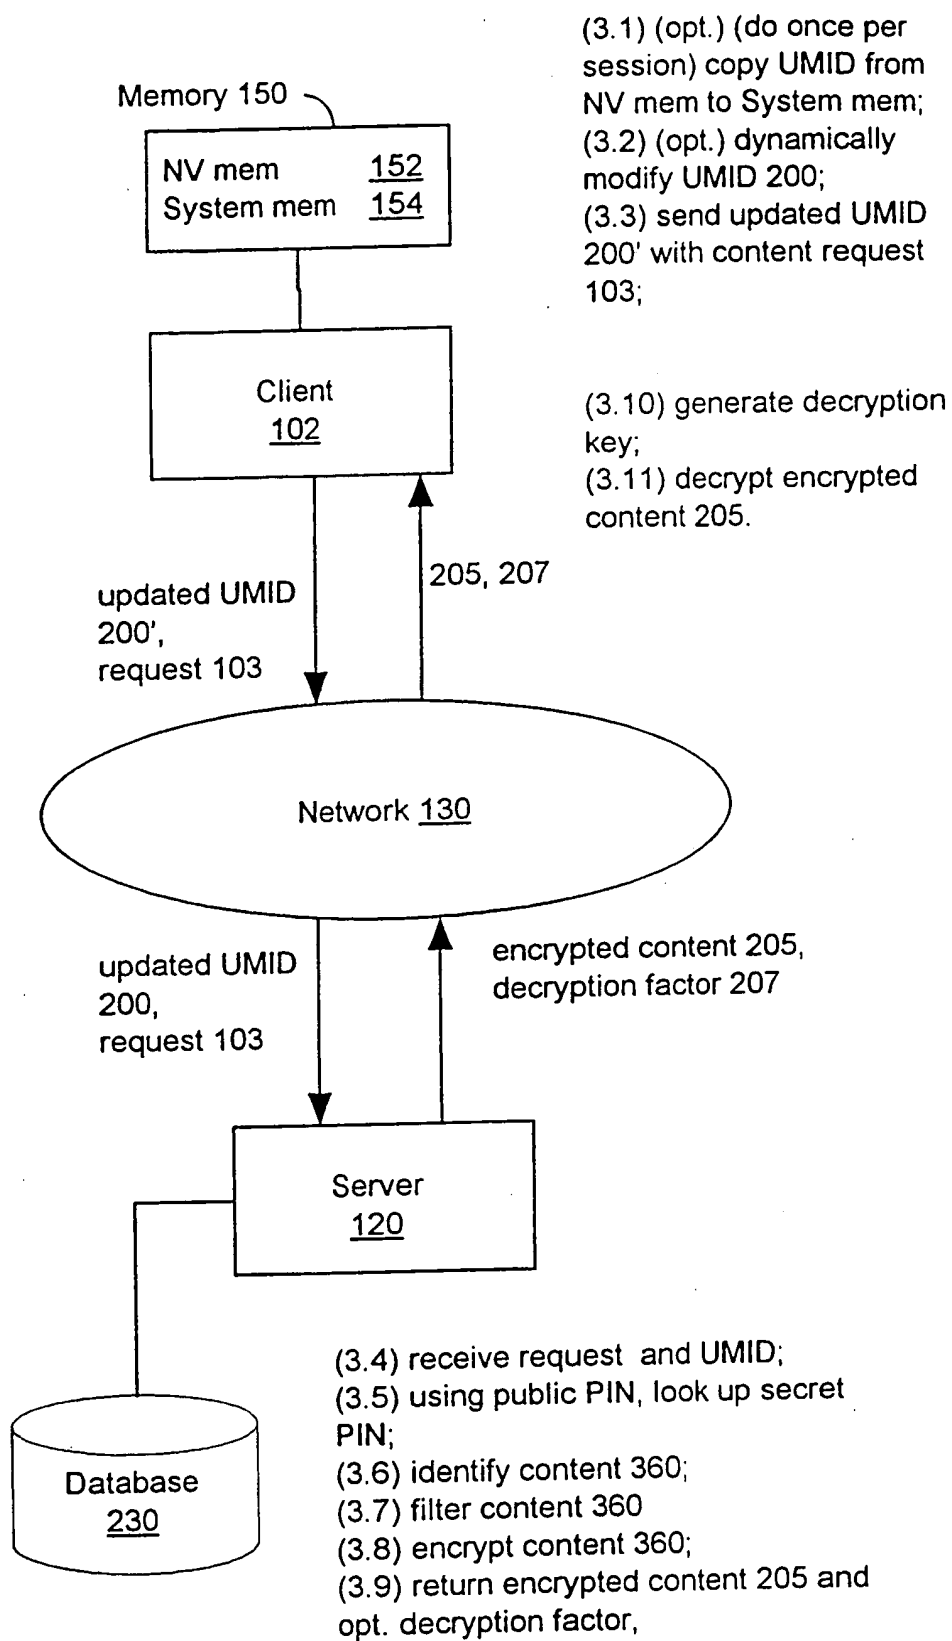 (3.1) (opt.) (do once per
session) copy UMID from
NV mem to System mem;
(3.2) (opt.) dynamically
modify UMID 200;
(3.3) send updated UMID
200' with content request
103;
Memory 150
NV mem 152
System mem 154
Client
102
(3.10) generate decryption
key;
(3.11) decrypt encrypted
content 205.
updated UMID
200',
request 103
205, 207
Network 130
updated UMID
200,
request 103
encrypted content 205,
decryption factor 207
Server
120
Database
230
(3.4) receive request and UMID;
(3.5) using public PIN, look up secret
PIN;
(3.6) identify content 360;
(3.7) filter content 360
(3.8) encrypt content 360;
(3.9) return encrypted content 205 and
opt. decryption factor,